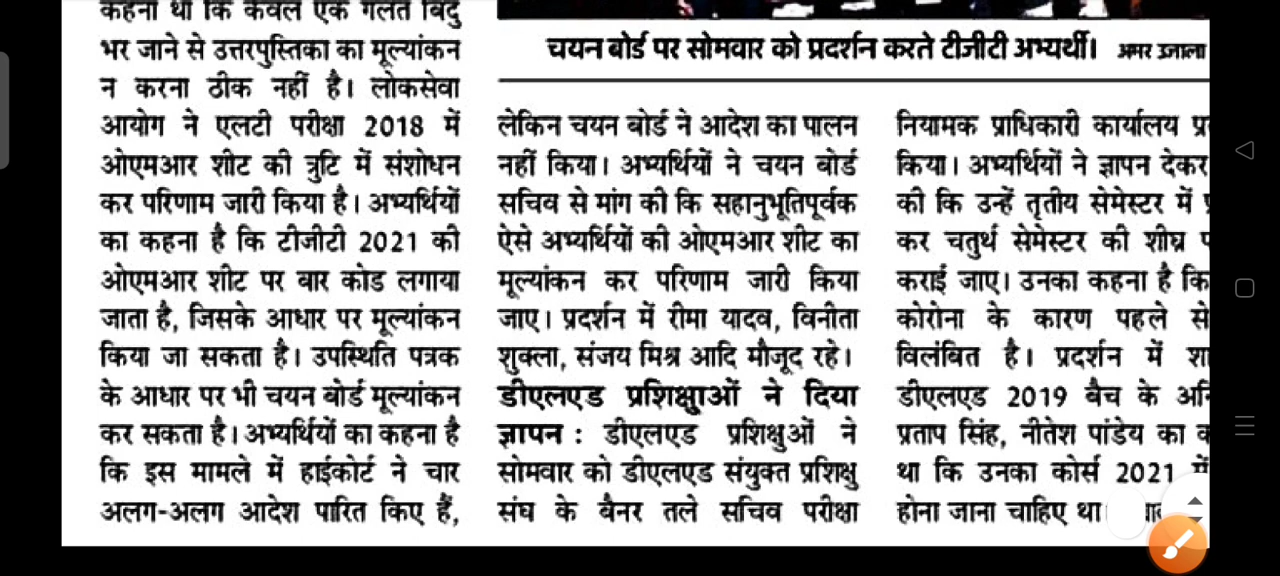 कहना था कि केवल एक गलत बिंदु
भर जाने से उत्तरपुस्तिका का मूल्यांकन
न करना ठीक नहीं है। लोकसेवा
आयोग ने एलटी परीक्षा 2018 में
ओएमआर शीट की त्रुटि में संशोधन
कर परिणाम जारी किया है। अभ्यर्थियों
का कहना है कि टीजीटी 2021 की
ओएमआर शीट पर बार कोड लगाया
जाता है, जिसके आधार पर मूल्यांकन
किया जा सकता है। उपस्थिति पत्रक
के आधार पर भी चयन बोर्ड मूल्यांकन
कर सकता है। अभ्यर्थियों का कहना है
कि इस मामले में हाईकोर्ट ने चार
अलग-अलग आदेश पारित किए हैं,
चयन बोर्ड पर सोमवार को प्रदर्शन करते टीजीटी अभ्यर्थी। अमर उजाला
लेकिन चयन बोर्ड ने आदेश का पालन
नहीं किया। अभ्यर्थियों ने चयन बोर्ड
सचिव से मांग की कि सहानुभूतिपूर्वक
ऐसे अभ्यर्थियों की ओएमआर शीट का
मूल्यांकन कर परिणाम जारी किया
जाए। प्रदर्शन में रीमा यादव, विनीता
शुक्ला, संजय मिश्र आदि मौजूद रहे।
डीएलएड प्रशिक्षुाओं ने दिया
ज्ञापन : डीएलएड प्रशिक्षुओं ने
सोमवार को डीएलएड संयुक्त प्रशिक्षु
संघ के बैनर तले सचिव परीक्षा
नियामक प्राधिकारी कार्यालय
किया। अभ्यर्थियों ने ज्ञापन देकर
की कि उन्हें तृतीय सेमेस्टर में
कर चतुर्थ सेमेस्टर की शीघ्र
कराई जाए। उनका कहना है कि
कोरोना के कारण पहले से
विलंबित है। प्रदर्शन में
डीएलएड 2019 बैच के
प्रताप सिंह, नीतेश पांडेय का
था कि उनका कोर्स 2021 में
होना जाना चाहिए था।